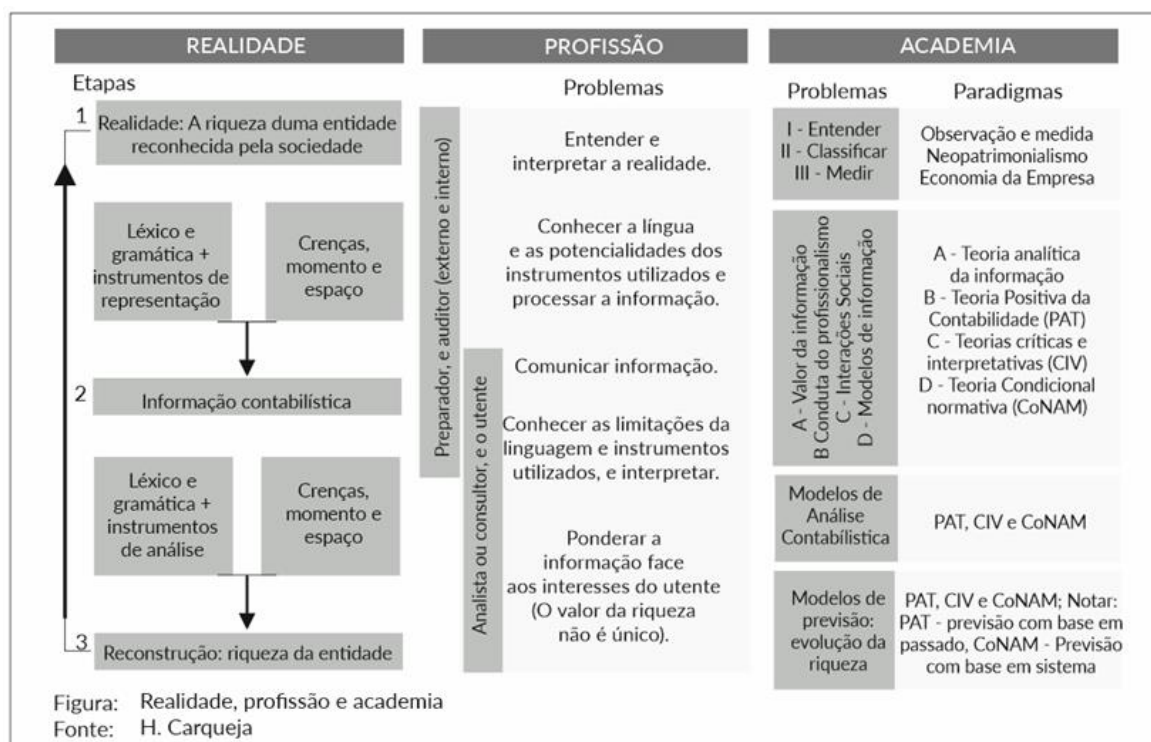 REALIDADE
Etapas
1
Realidade: A riqueza duma entidade
reconhecida pela sociedade
Léxico e
gramática +
instrumentos de
representação
Crenças,
momento e
espaço
2
Informação contabilística
Léxico e
gramática +
instrumentos
de análise
Crenças,
momento e
espaço
3
Reconstrução: riqueza da entidade
PROFISSÃO
Problemas
Preparador, e auditor (externo e interno)
Analista ou consultor, e o utente
Entender e
interpretar a realidade.
Conhecer a língua
e as potencialidades dos
instrumentos utilizados e
processar a informação.
Comunicar informação.
Conhecer as limitações da
linguagem e instrumentos
utilizados, e interpretar.
Ponderar a
informação face
aos interesses do utente
(O valor da riqueza
não é único).
ACADEMIA
Problemas
Paradigmas
I - Entender
II - Classificar
III - Medir
Observação e medida
Neopatrimonialismo
Economia da Empresa
A - Valor da informação
B Conduta do profissionalismo
C - Interações Sociais
D - Modelos de informação
A - Teoria analítica
da informação
B - Teoria Positiva da
Contabilidade (PAT)
C - Teorias críticas e
interpretativas (CIV)
D - Teoria Condicional
normativa (CoNAM)
Modelos de
Análise
Contabílistica
PAT, CIV e CoNAM
Modelos de
previsão:
evolução da
riqueza
PAT, CIV e CoNAM; Notar:
PAT - previsão com base em
passado, CoNAM - Previsão
com base em sistema
Figura: Realidade, profissão e academia
Fonte: H. Carqueja